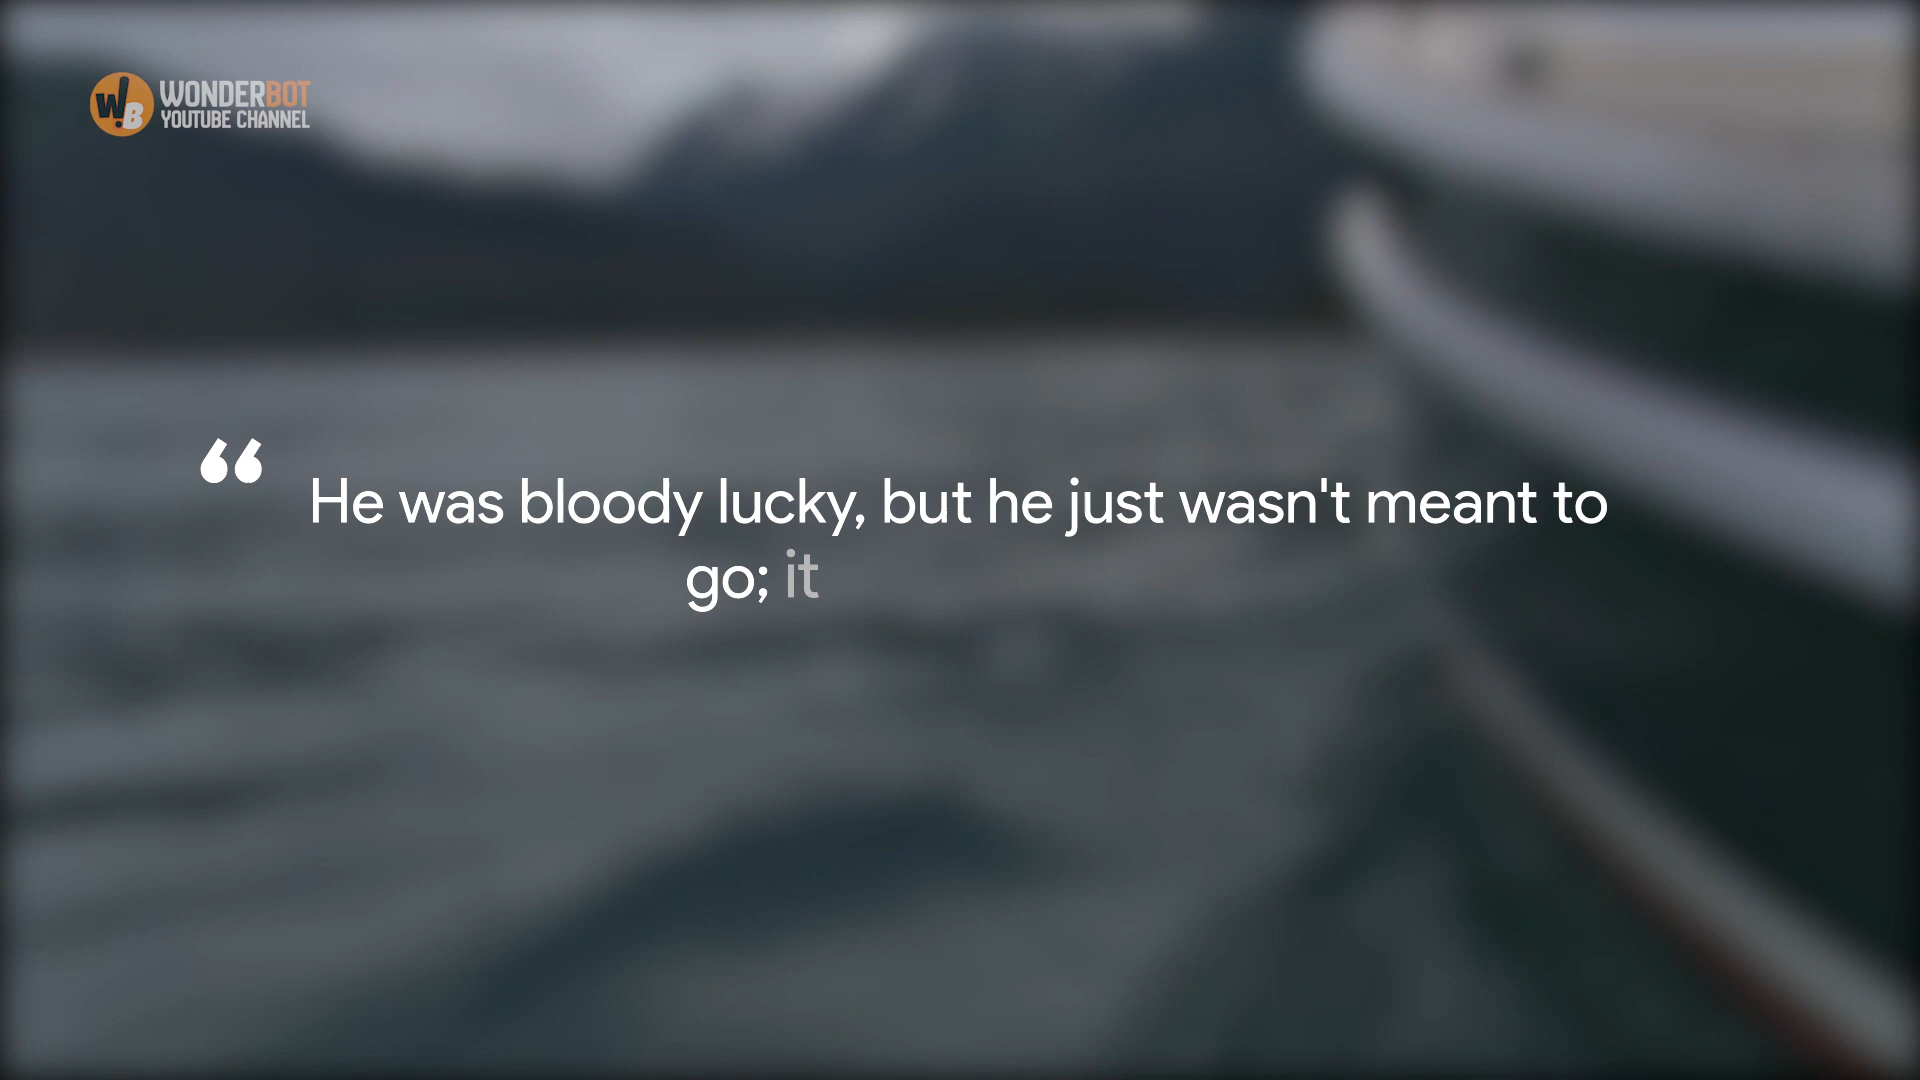 W!B WONDERBOT
YOUTUBE CHANNEL
“ He was bloody lucky, but he just wasn't meant to
go; it